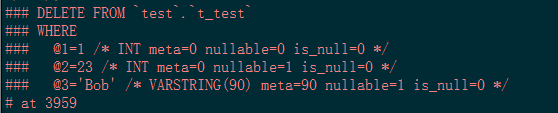 ### DELETE FROM `test`.`t_test`
### WHERE
###   @1=1 /* INT meta=0 nullable=0 is_null=0 */
###   @2=23 /* INT meta=0 nullable=1 is_null=0 */
###   @3='Bob' /* VARSTRING(90) meta=90 nullable=1 is_null=0 */
# at 3959